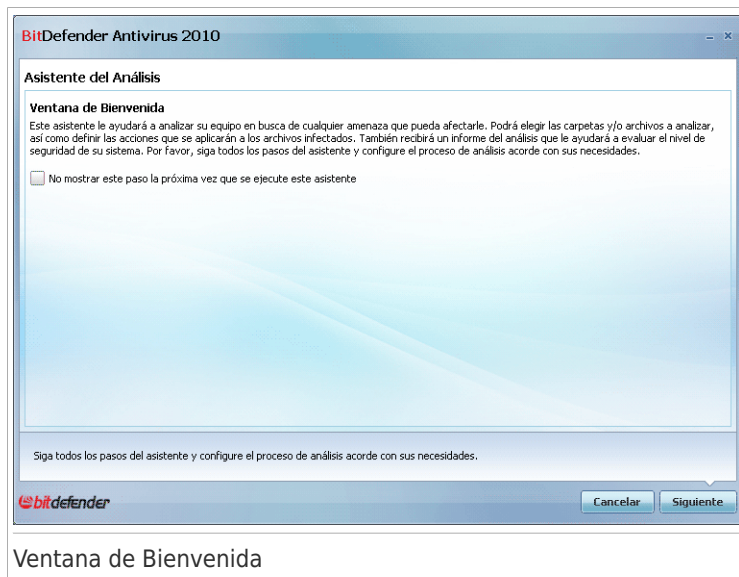 BitDefender Antivirus 2010
Asistente del Análisis
Ventana de Bienvenida
Este asistente le ayudará a analizar su equipo en busca de cualquier amenaza que pueda afectarle. Podrá elegir las carpetas y/o archivos a analizar,
así como definir las acciones que se aplicarán a los archivos infectados. También recibirá un informe del análisis que le ayudará a evaluar el nivel de
seguridad de su sistema. Por favor, siga todos los pasos del asistente y configure el proceso de análisis acorde con sus necesidades.
No mostrar este paso la próxima vez que se ejecute este asistente
Siga todos los pasos del asistente y configure el proceso de análisis acorde con sus necesidades.
bitdefender
Cancelar
Siguiente
Ventana de Bienvenida